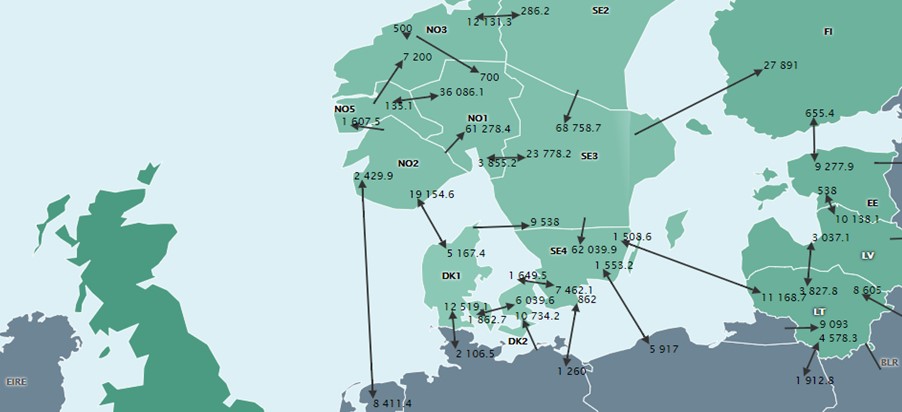 286.2
SE2
12 131.3
500
NO3
FI
7 200
27 891
700
36 086.1
135.1
NO5
1 607.5
NO1
61 278.4
68 758.7
655.4
23 778.2
SE3
3 855.2
NO2
9 277.9
2 429.9
19 154.6
538
EE
10 138.1
9 538
1 508.6
3 037.1
5 167.4
SE4
62 039.9
LV
DK1
1 553.2
1 649.5
7 462.1
3 827.8
8 605
11 168.7
6 039.6
862
12 519.1
1 862.7
10 734.2
LT
9 093
4 578.3
DK2
2 106.5
5 917
BLR
1 260
1 912.8
EIRE
8 411.4